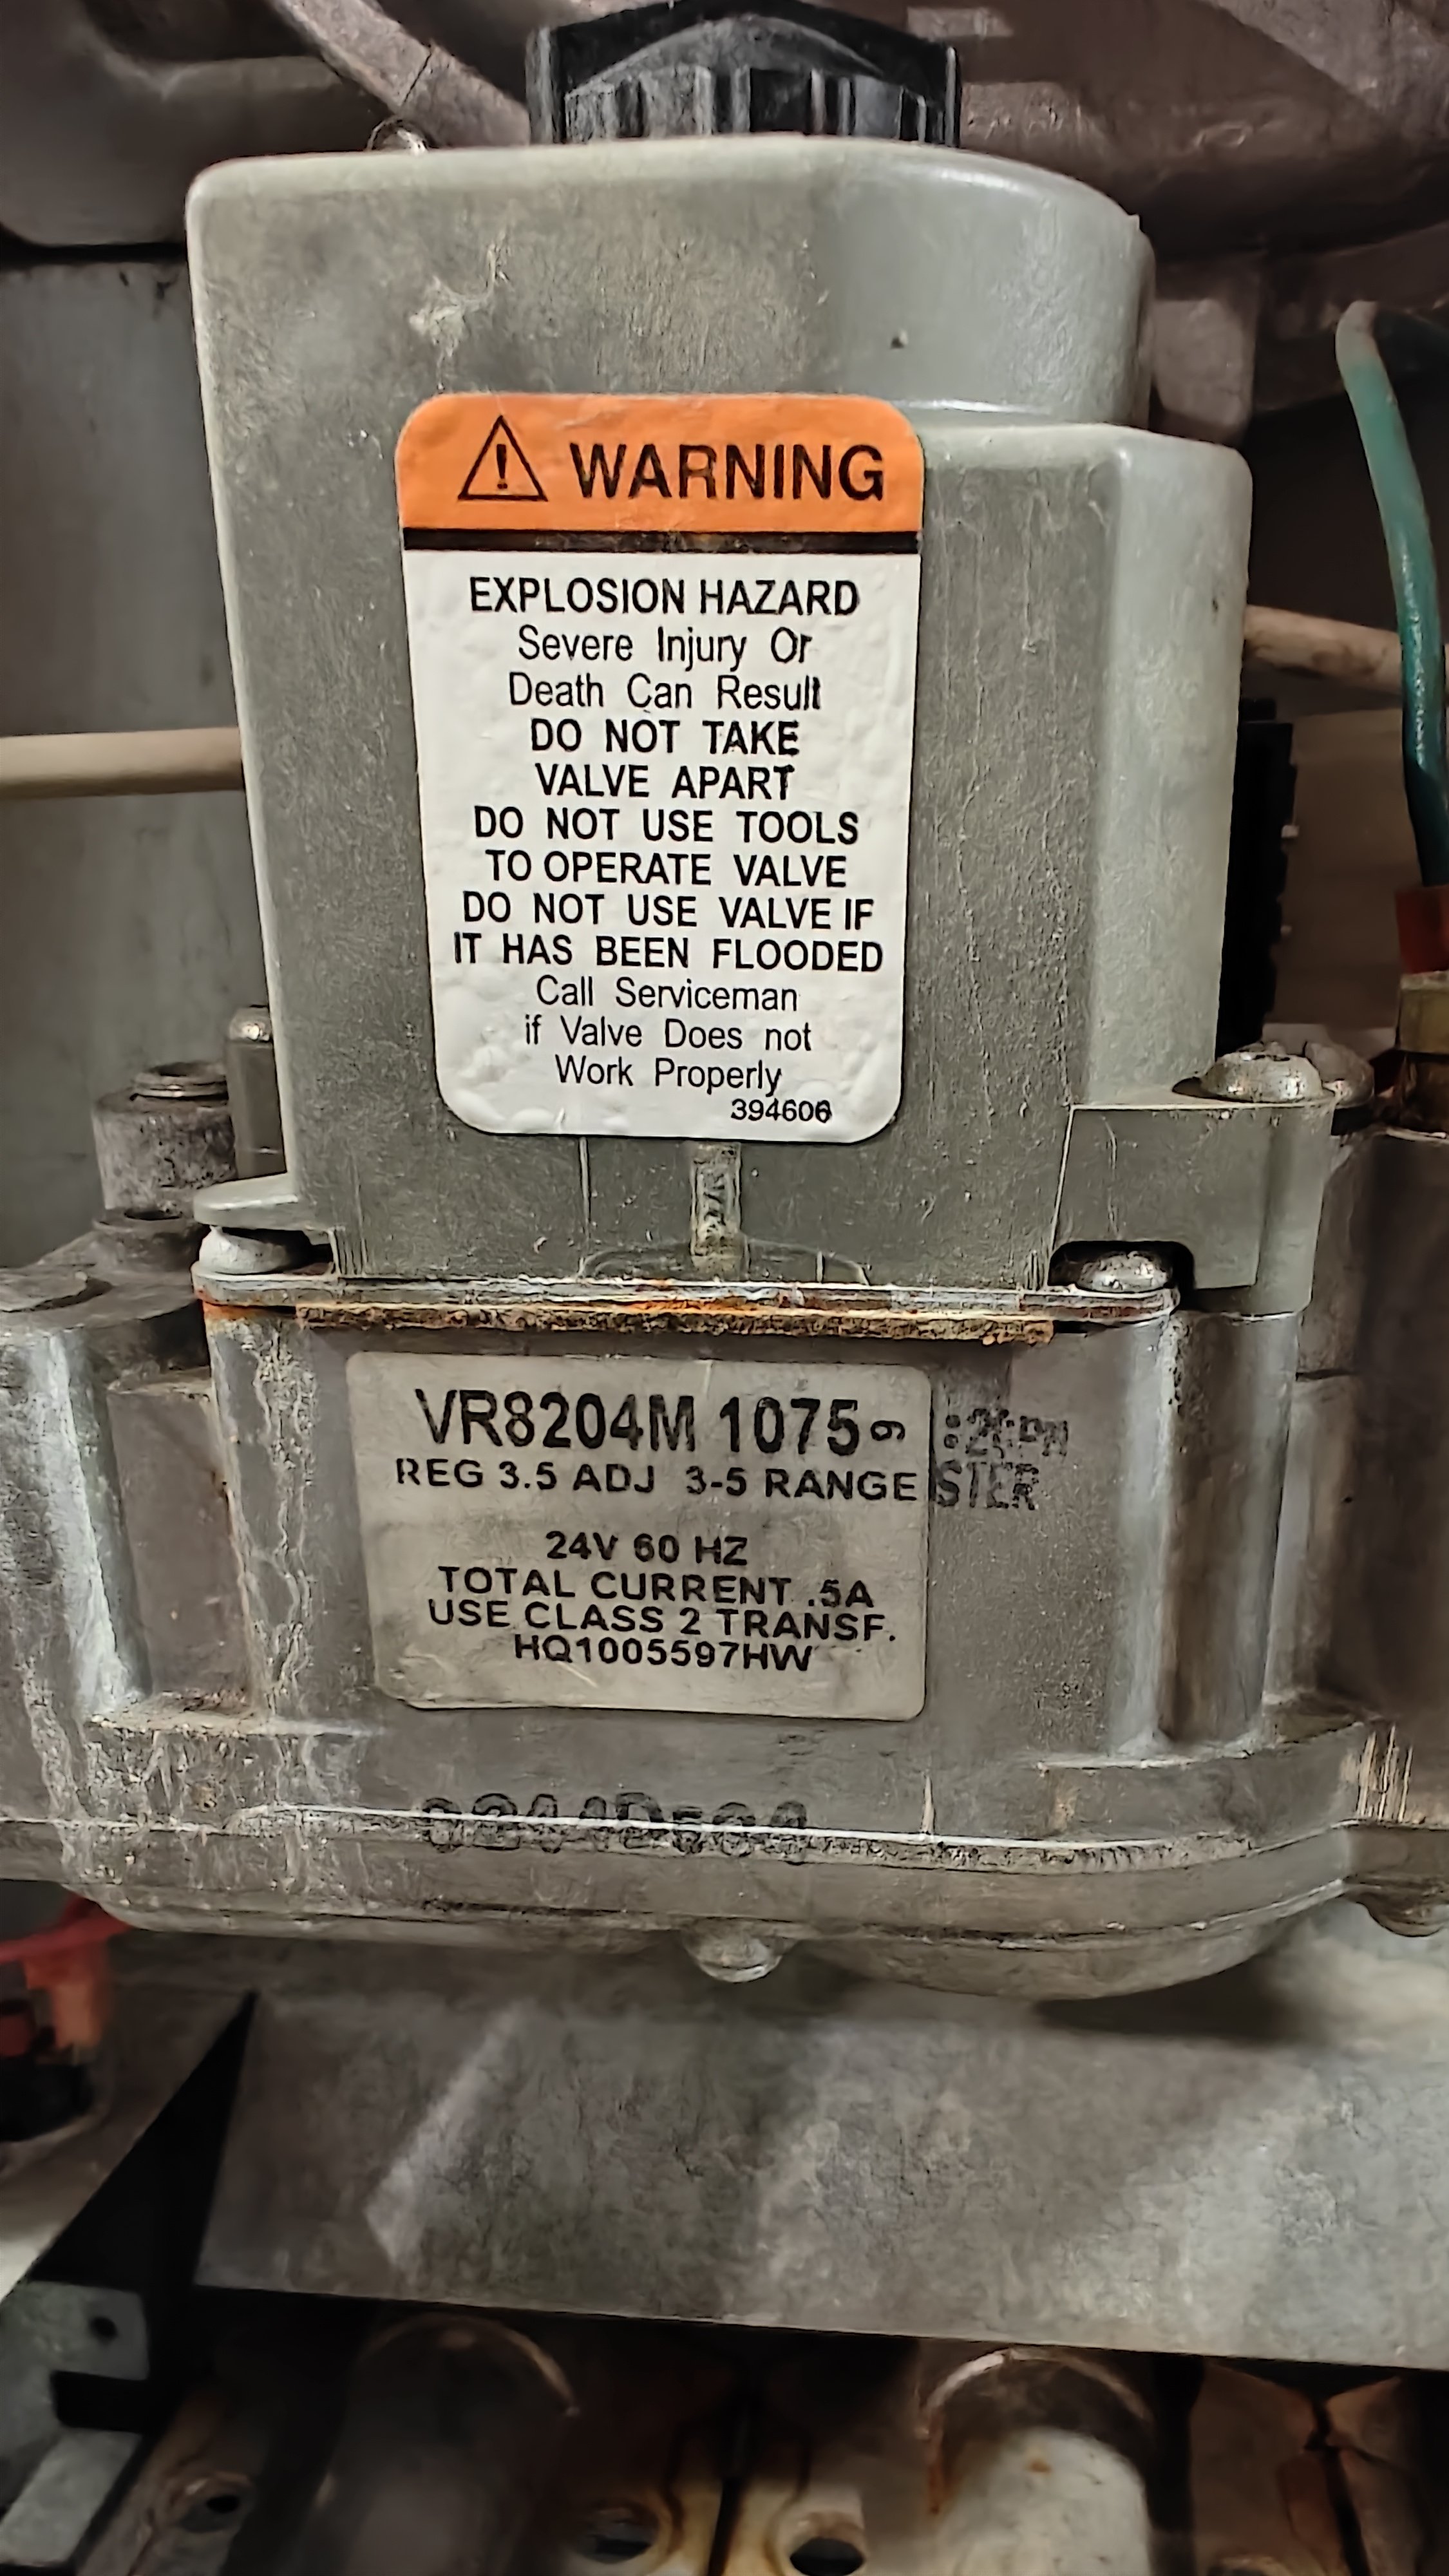 WARNING
EXPLOSION HAZARD
Severe Injury Or
Death Can Result
DO NOT TAKE
VALVE APART
DO NOT USE TOOLS
TO OPERATE VALVE
DO NOT USE VALVE IF
IT HAS BEEN FLOODED
Call Serviceman
if Valve Does not
Work Properly
394606
VR8204M 1075 9
REG 3.5 ADJ 3-5 RANGE
STER
24V 60 HZ
TOTAL CURRENT .5A
USE CLASS 2 TRANSF.
HQ1005597HW